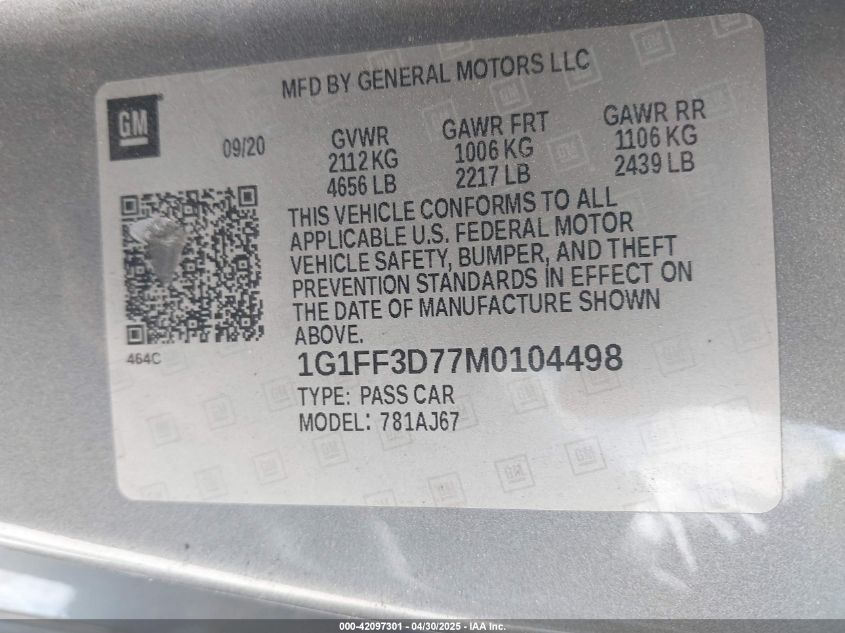 MFD BY GENERAL MOTORS LLC
GM
09/20
GVWR
2112 KG
4656 LB
GAWR FRT
1006 KG
2217 LB
GAWR RR
1106 KG
2439 LB
THIS VEHICLE CONFORMS TO ALL
APPLICABLE U.S. FEDERAL MOTOR
VEHICLE SAFETY, BUMPER, AND THEFT
PREVENTION STANDARDS IN EFFECT ON
THE DATE OF MANUFACTURE SHOWN
ABOVE.
464C
1G1FF3D77M0104498
TYPE: PASS CAR
MODEL: 781AJ67
000-42097301 - 04/30/2025 - IAA Inc.